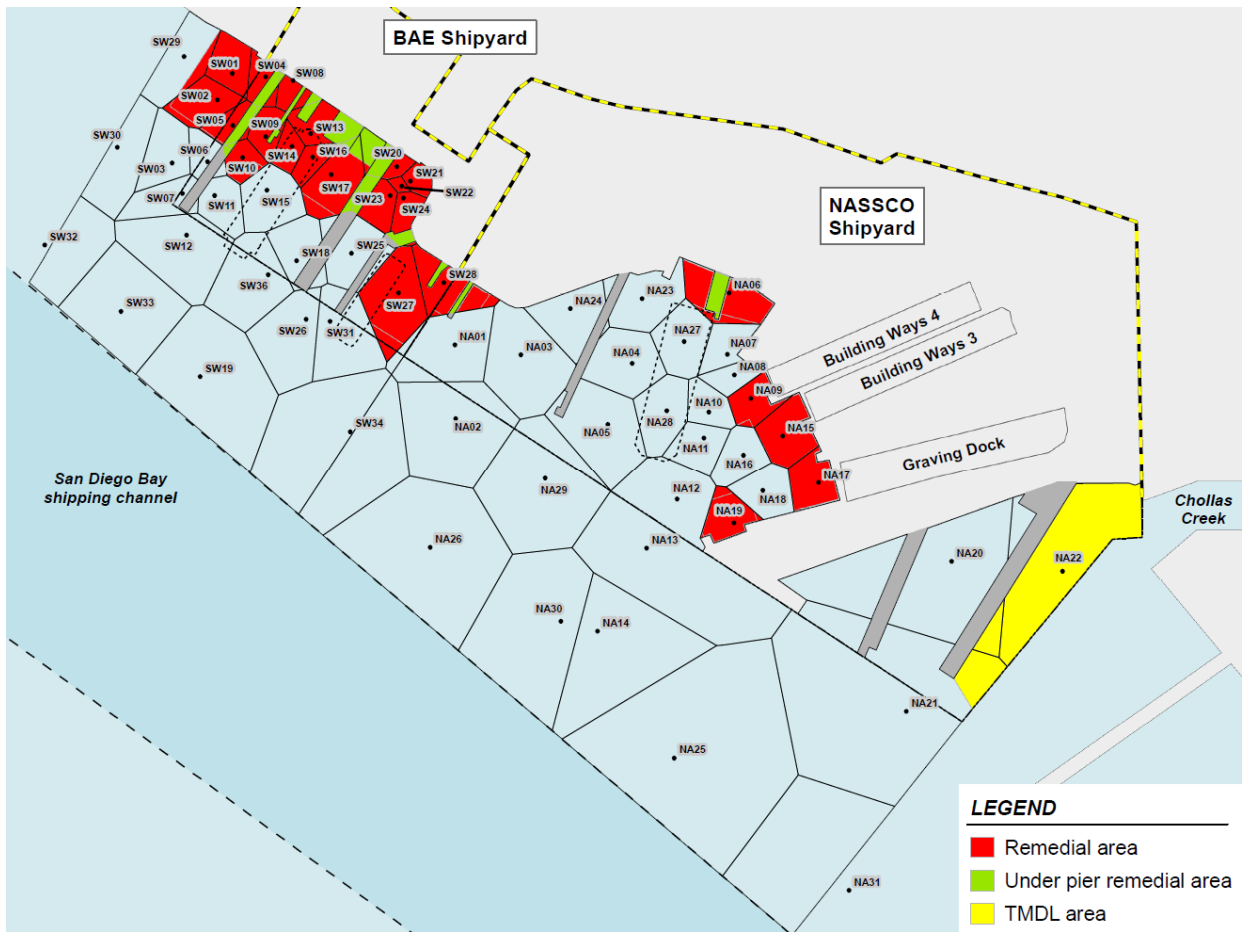 BAE Shipyard
SW29
SW01
SW04
SW08
SW02
SW05
SW09
SW13
SW30
SW03
SW06
SW10
SW14
SW16
SW20
SW21
SW22
SW17
SW23
SW24
SW07
SW11
SW15
NASSCO
Shipyard
SW32
SW12
SW18
SW25
SW36
SW28
SW27
SW33
SW26
SW31
NA24
NA23
NA06
NA01
NA03
NA27
NA07
NA04
NA08
Building Ways 4
Building Ways 3
SW19
NA09
NA10
SW34
NA02
NA05
NA28
NA11
NA15
NA16
Graving Dock
NA17
San Diego Bay
shipping channel
NA29
NA12
NA18
NA19
Chollas
Creek
NA26
NA13
NA20
NA22
NA30
NA14
NA21
NA25
NA31
LEGEND
Remedial area
Under pier remedial area
TMDL area